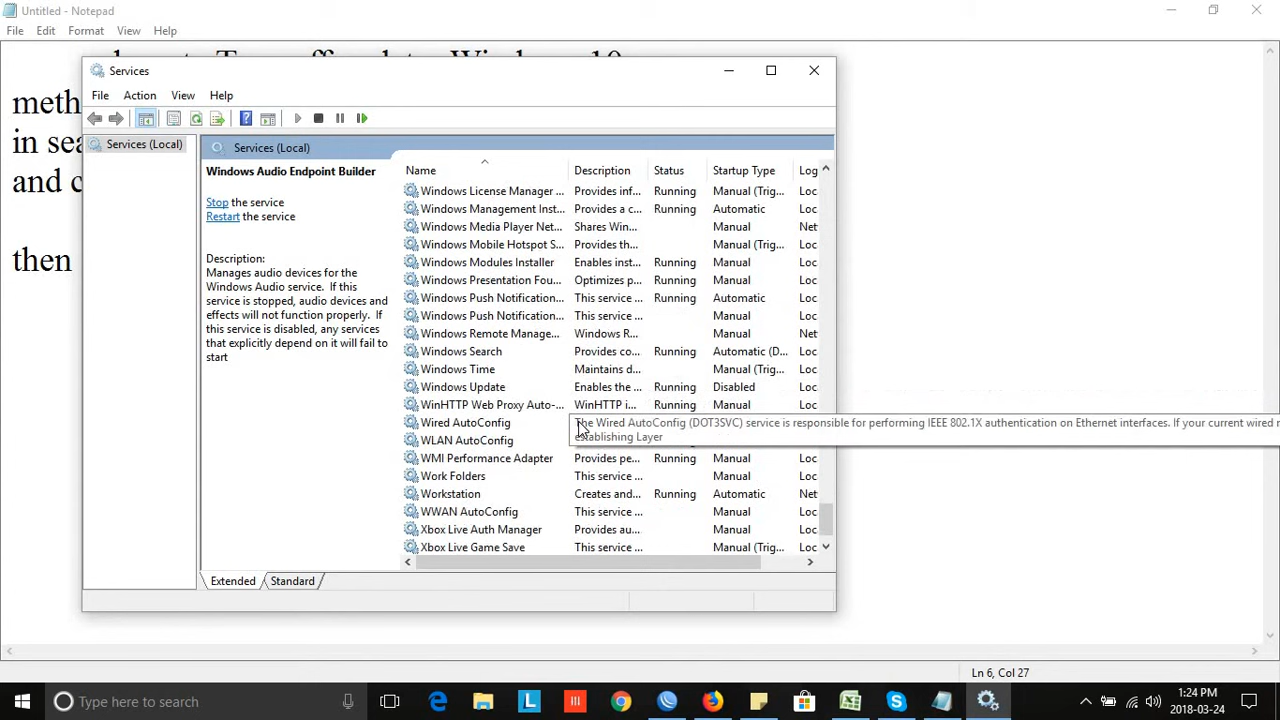 Untitled - Notepad
File Edit Format View Help
meth
in sea
and c
then
Services
File Action View Help
Services (Local)
Services (Local)
Windows Audio Endpoint Builder
Stop the service
Restart the service
Description:
Manages audio devices for the
Windows Audio service. If this
service is stopped, audio devices and
effects will not function properly. If
this service is disabled, any services
that explicitly depend on it will fail to
start
Name Description Status Startup Type Log
Windows License Manager ... Provides inf... Running Manual (Trig... Loc
Windows Management Inst... Provides a c... Running Automatic Loc
Windows Media Player Net... Shares Win... Manual Net
Windows Mobile Hotspot S... Provides th... Manual (Trig... Loc
Windows Modules Installer Enables inst... Running Manual Loc
Windows Presentation Fou... Optimizes p... Running Manual Loc
Windows Push Notification... This service ... Running Automatic Loc
Windows Push Notification... This service ... Manual Loc
Windows Remote Manage... Windows R... Manual Net
Windows Search Provides co... Running Automatic (D... Loc
Windows Time Maintains d... Manual (Trig... Loc
Windows Update Enables the ... Running Disabled Loc
WinHTTP Web Proxy Auto-... WinHTTP i... Running Manual Loc
Wired AutoConfig The Wired AutoConfig (DOT3SVC) service is responsible for performing IEEE 802.1X authentication on Ethernet interfaces. If your current wired
WLAN AutoConfig establishing Layer
WMI Performance Adapter Provides pe... Running Manual Loc
Work Folders This service ... Manual Loc
Workstation Creates and... Running Automatic Net
WWAN AutoConfig This service ... Manual Loc
Xbox Live Auth Manager Provides au... Manual Loc
Xbox Live Game Save This service ... Manual (Trig... Loc
Extended Standard
Ln 6, Col 27
Type here to search
1:24 PM
2018-03-24